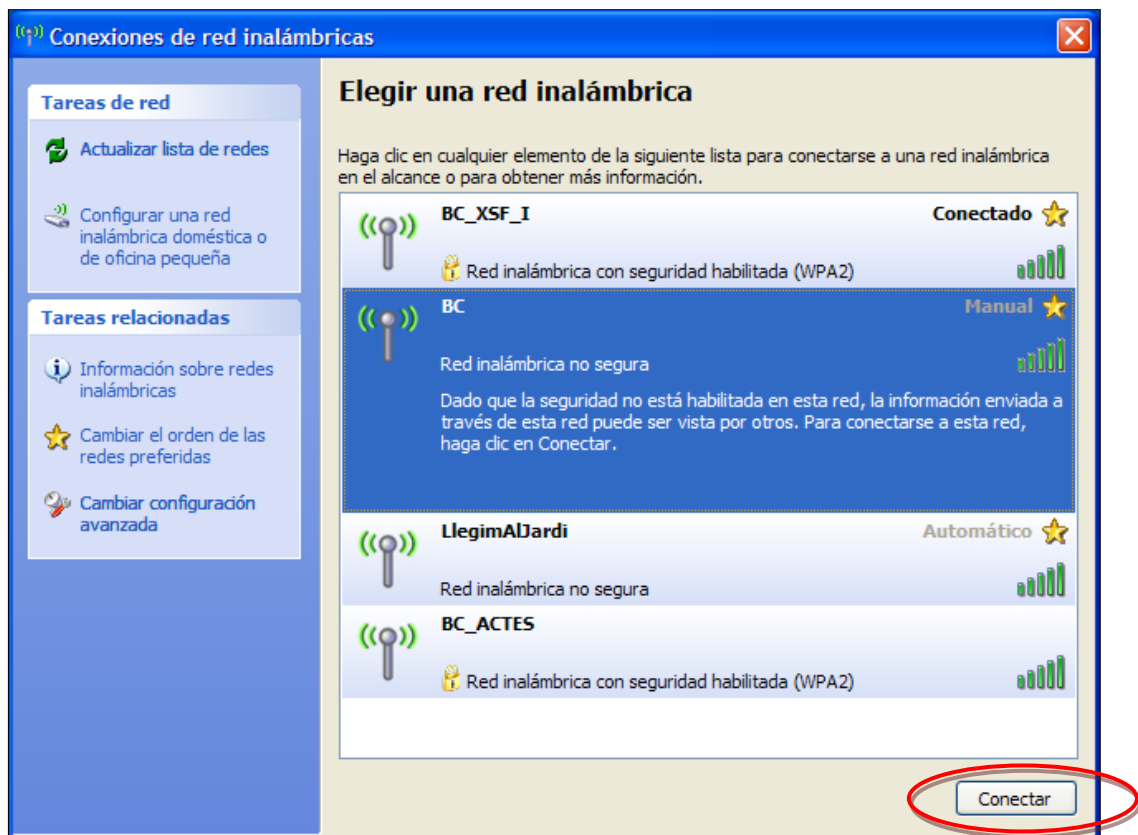 Conexiones de red inalámbricas
Tareas de red
Actualizar lista de redes
Configurar una red
inalámbrica doméstica o
de oficina pequeña
Tareas relacionadas
Información sobre redes
inalámbricas
Cambiar el orden de las
redes preferidas
Cambiar configuración
avanzada
Elegir una red inalámbrica
Haga clic en cualquier elemento de la siguiente lista para conectarse a una red inalámbrica
en el alcance o para obtener más información.
BC_XSF_I Conectado
Red inalámbrica con seguridad habilitada (WPA2)
BC Manual
Red inalámbrica no segura
Dado que la seguridad no está habilitada en esta red, la información enviada a
través de esta red puede ser vista por otros. Para conectarse a esta red,
haga clic en Conectar.
LlegimAlJardi Automático
Red inalámbrica no segura
BC_ACTES
Red inalámbrica con seguridad habilitada (WPA2)
Conectar